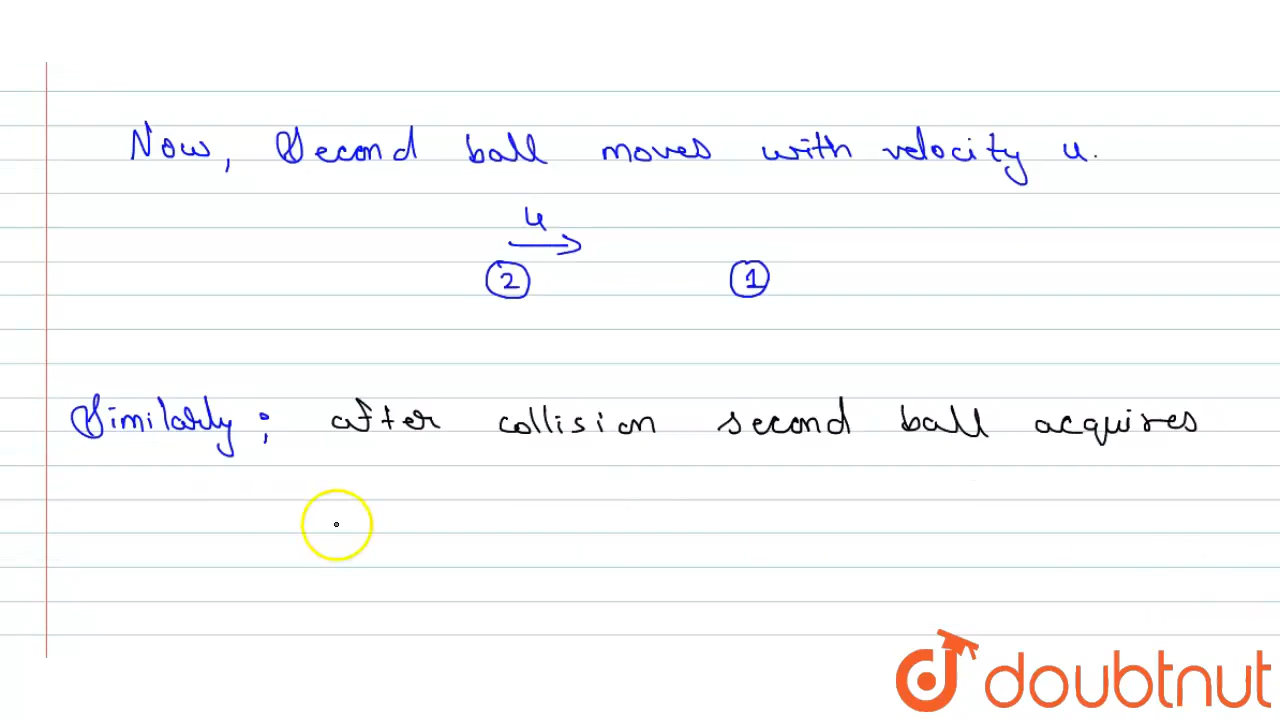 Now, Second ball moves with velocity u.
u
2 1
Similarly; after collision second ball acquires
doubtnut